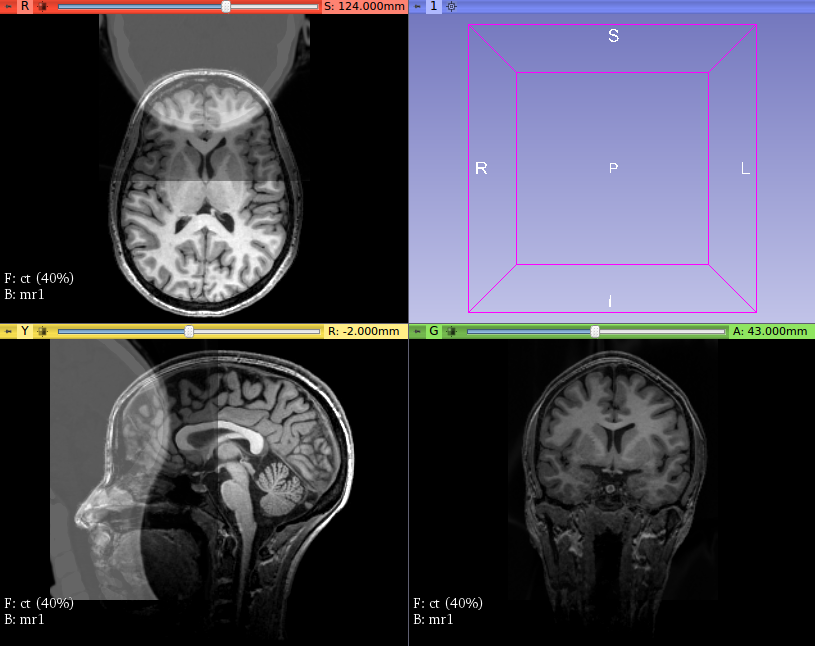 R
S: 124.000mm
F: ct (40%)
B: mr1
1
S
R
P
L
I
Y
R: -2.000mm
F: ct (40%)
B: mr1
G
A: 43.000mm
F: ct (40%)
B: mr1